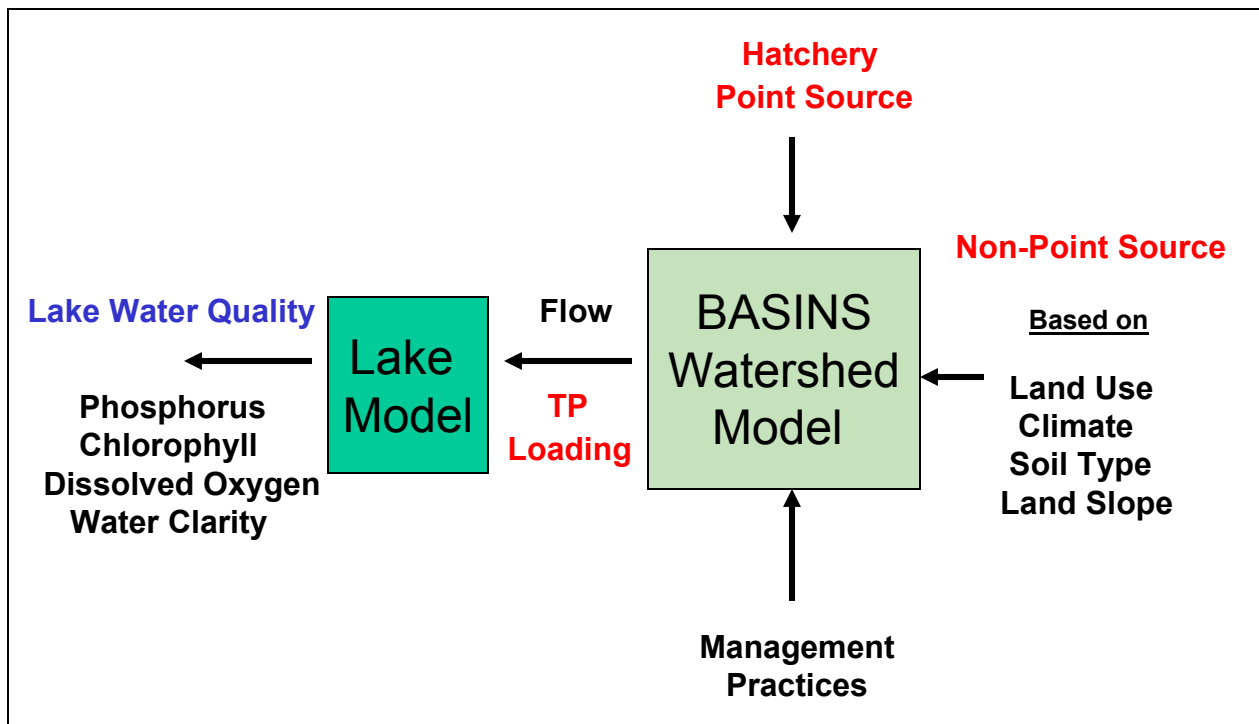 Hatchery
Point Source
Non-Point Source
Based on
Land Use
Climate
Soil Type
Land Slope
BASINS
Watershed
Model
Management
Practices
Flow
TP
Loading
Lake
Model
Lake Water Quality
Phosphorus
Chlorophyll
Dissolved Oxygen
Water Clarity